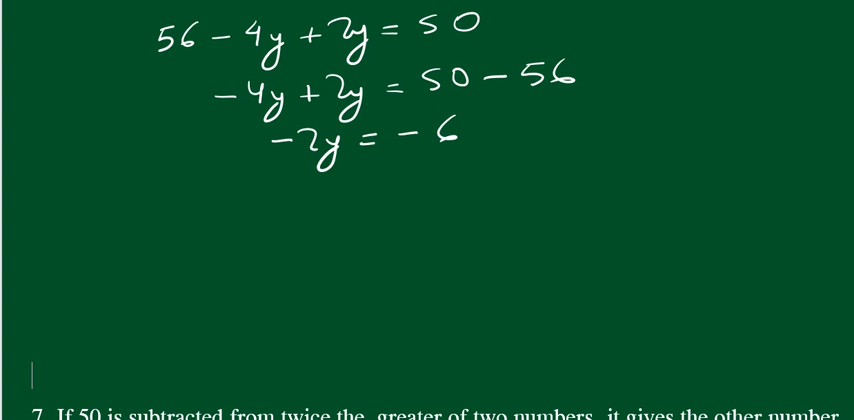 56 - 4y + 2y = 50
- 4y + 2y = 50 - 56
- 2y = - 6
7. If 50 is subtracted from twice the greater of two numbers, it gives the other number.